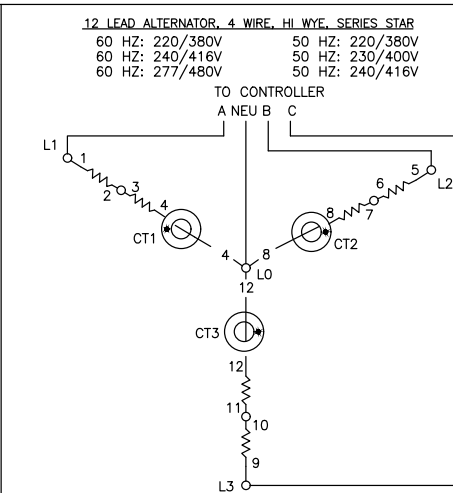 12 LEAD ALTERNATOR, 4 WIRE, HI WYE, SERIES STAR
60 HZ: 220/380V 50 HZ: 220/380V
60 HZ: 240/416V 50 HZ: 230/400V
60 HZ: 277/480V 50 HZ: 240/416V
TO CONTROLLER
A NEU B C
L1
1
2
3
4
CT1
4
5
L2
6
7
8
CT2
8
L0
12
CT3
12
11
10
9
L3